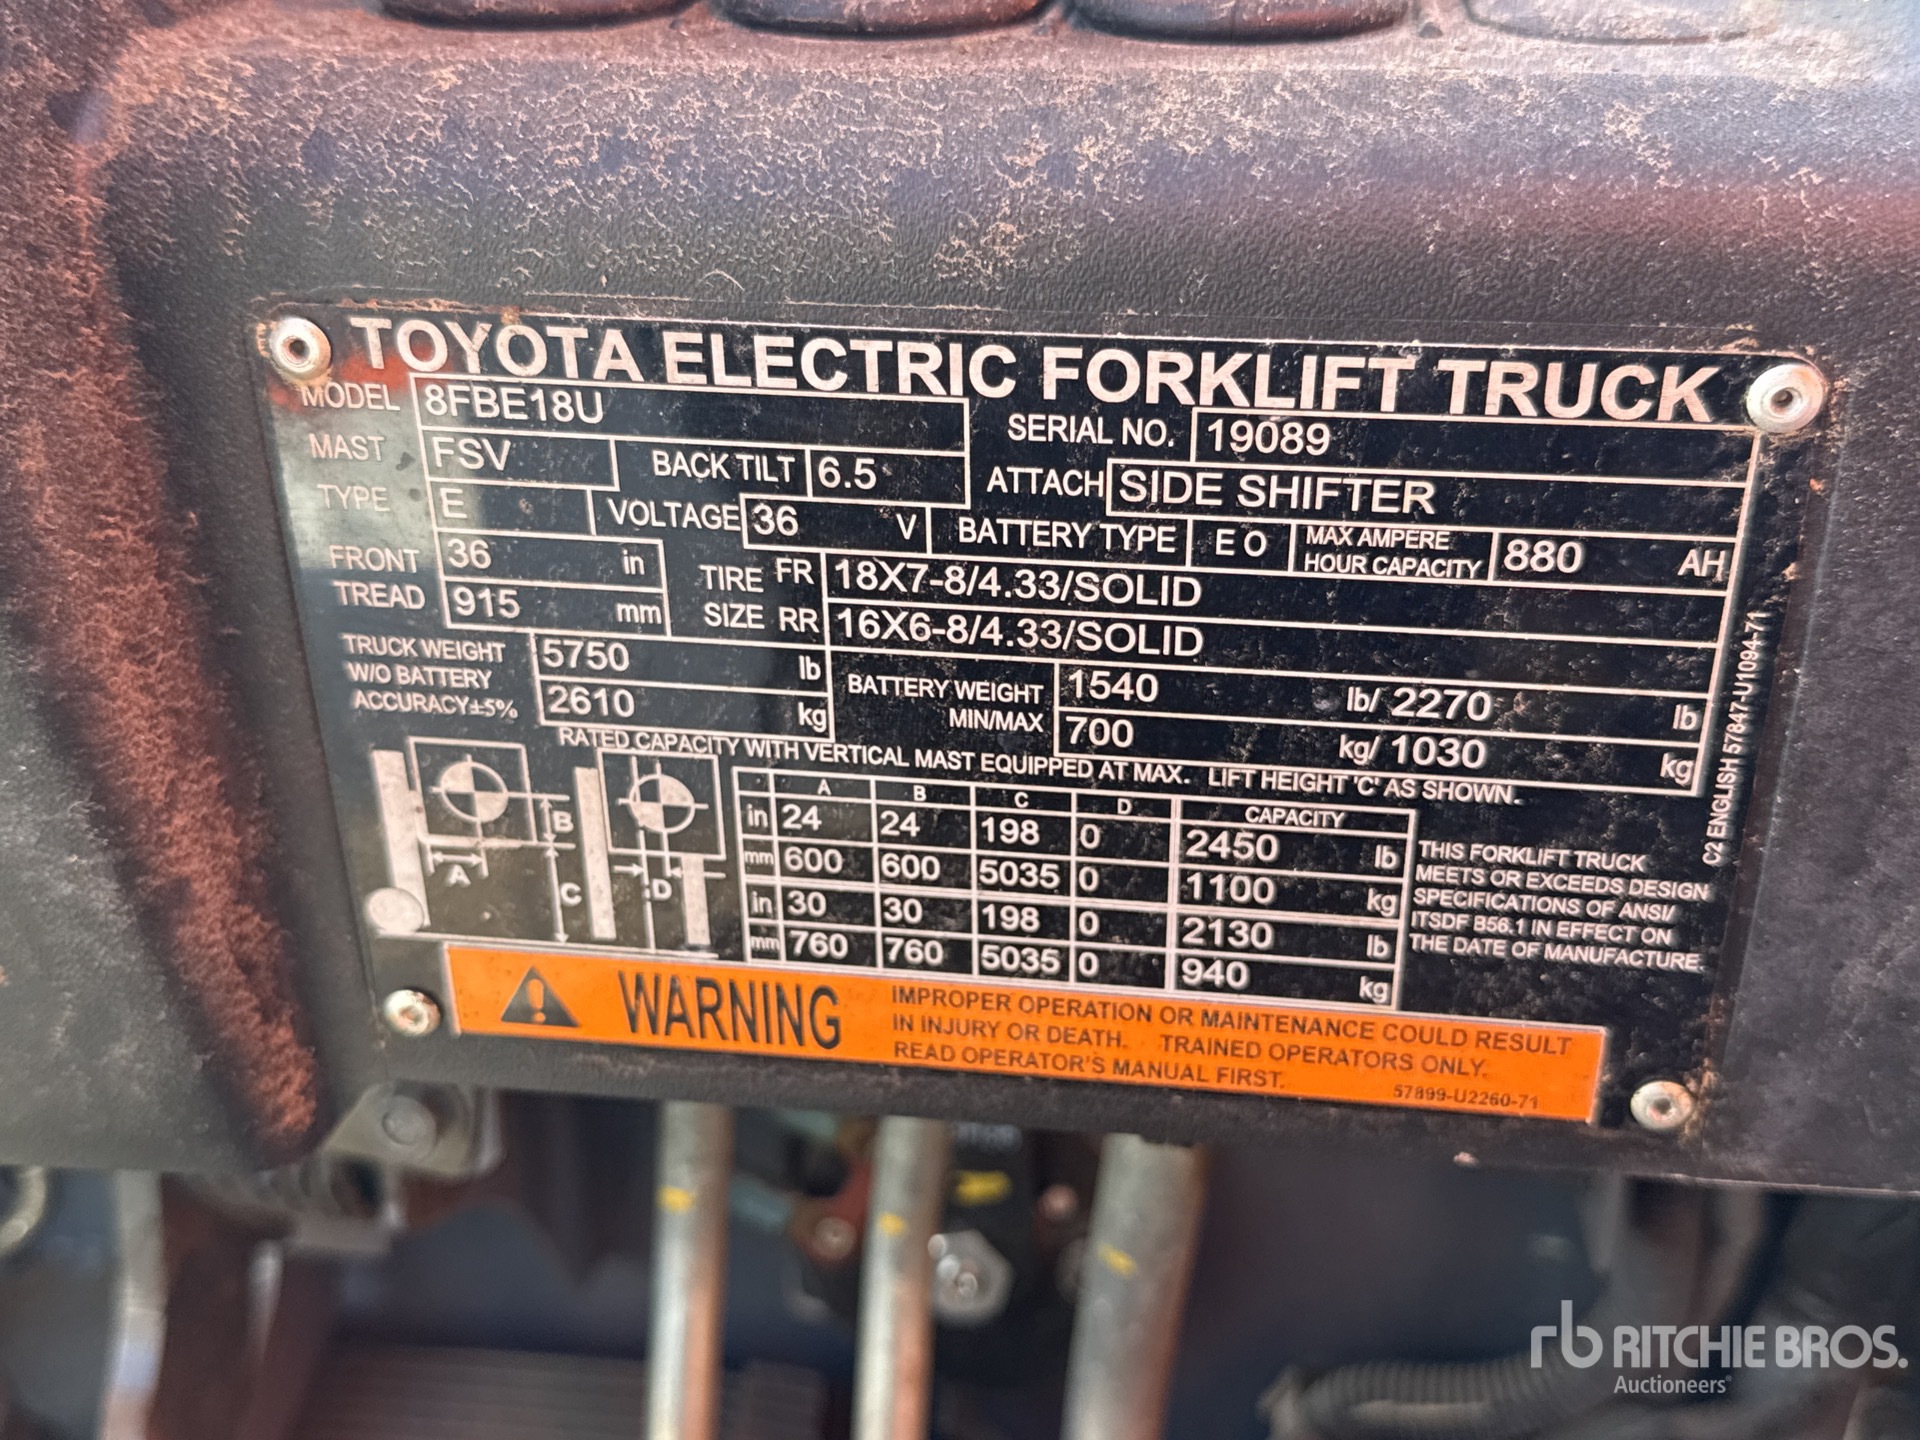 TOYOTA ELECTRIC FORKLIFT TRUCK
MODEL 8FBE18U SERIAL NO. 19089
MAST FSV BACK TILT 6.5 ATTACH SIDE SHIFTER
TYPE E VOLTAGE 36 V BATTERY TYPE E O MAX AMPERE HOUR CAPACITY 880 AH
FRONT TREAD 36 in TIRE SIZE FR 18X7-8/4.33/SOLID
915 mm RR 16X6-8/4.33/SOLID
TRUCK WEIGHT 5750 lb BATTERY WEIGHT 1540 lb/ 2270 lb
W/O BATTERY
ACCURACY±5% 2610 kg MIN/MAX 700 kg/ 1030 kg
RATED CAPACITY WITH VERTICAL MAST EQUIPPED AT MAX. LIFT HEIGHT 'C' AS SHOWN.
A B C D CAPACITY
in 24 24 198 0 2450 lb
mm 600 600 5035 0 1100 kg
in 30 30 198 0 2130 lb
mm 760 760 5035 0 940 kg
A B C D
THIS FORKLIFT TRUCK
MEETS OR EXCEEDS DESIGN
SPECIFICATIONS OF ANSI/
ITSDF B56.1 IN EFFECT ON
THE DATE OF MANUFACTURE.
C2 ENGLISH 57847-U1094-71
WARNING
IMPROPER OPERATION OR MAINTENANCE COULD RESULT
IN INJURY OR DEATH. TRAINED OPERATORS ONLY.
READ OPERATOR'S MANUAL FIRST.
57899-U2260-71
rb RITCHIE BROS.
Auctioneers